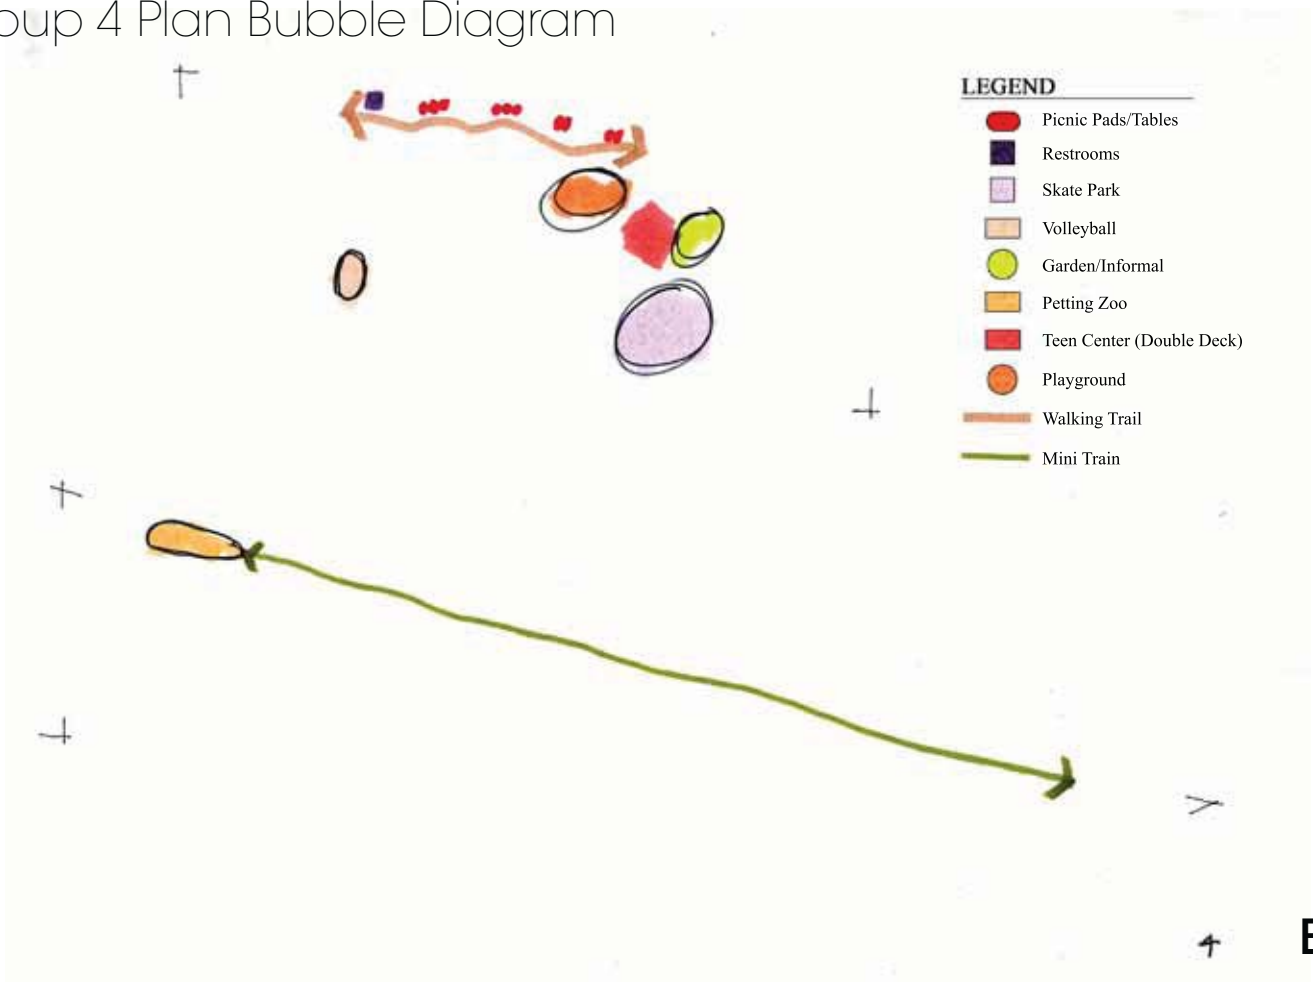 oup 4 Plan Bubble Diagram
LEGEND
Picnic Pads/Tables
Restrooms
Skate Park
Volleyball
Garden/Informal
Petting Zoo
Teen Center (Double Deck)
Playground
Walking Trail
Mini Train
4
E